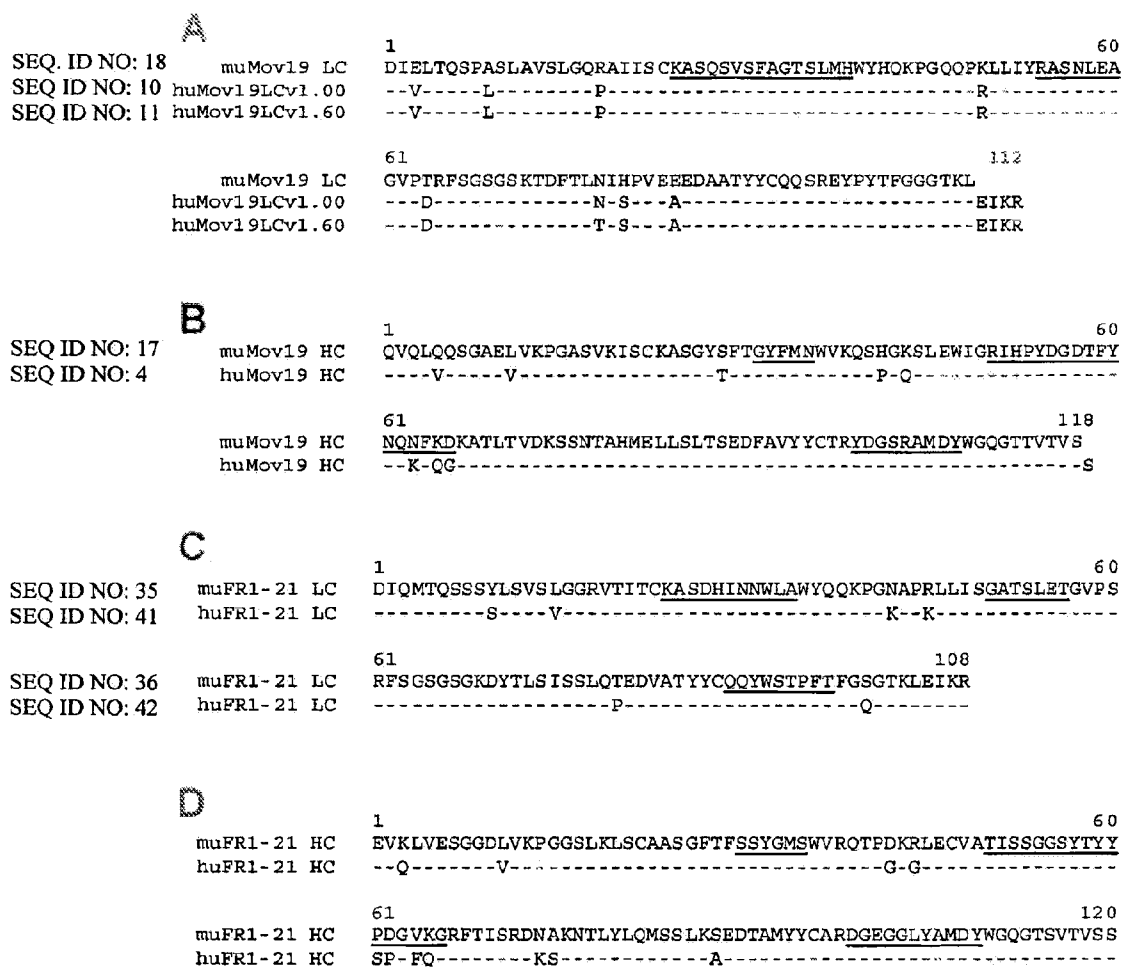 A
1 60
SEQ. ID NO: 18 muMov19 LC DIELTQSPASLAVSLGQRAIISCKASQSVSFAGTSLMHWYHQKPGQQPKLLIYRASNLEA
SEQ ID NO: 10 huMov19LCv1.00 --V-----L--------P------------------------------R-----------
SEQ ID NO: 11 huMov19LCv1.60 --V-----L--------P------------------------------R-----------
61 112
muMov19 LC GVPTRFSGSGSKTDFTLNIHPVEEEDAATYYCQQSREYPYTFGGGTKL
huMov19LCv1.00 ---D-------------N-S---A------------------------EIKR
huMov19LCv1.60 ---D-------------T-S---A------------------------EIKR
B
1 60
SEQ ID NO: 17 muMov19 HC QVQLQQSGAELVKPGASVKISCKASGYSFTGYFMNWVKQSHGKSLEWIGRIHPYDGDTFY
SEQ ID NO: 4 huMov19 HC ----V-----V----------------T------------P-Q-----------------
61 118
muMov19 HC NQNFKDKATLTVDKSSNTAHMELLSLTSEDFAVYYCTRYDGSRAMDYWGQGTTVTVS
huMov19 HC --K-QG---------------------------------------------------S
C
1 60
SEQ ID NO: 35 muFR1-21 LC DIQMTQSSSYLSVSLGGRVTITCKASDHINNWLAWYQQKPGNAPRLLISGATSLETGVPS
SEQ ID NO: 41 huFR1-21 LC ---------S----V--------------------------K--K---------------
61 108
SEQ ID NO: 36 muFR1-21 LC RFSGSGSGKDYTLSISSLQTEDVATYYCQQYWSTPFTFGSGTKLEIKR
SEQ ID NO: 42 huFR1-21 LC -------------------P-------------------Q--------
D
1 60
muFR1-21 HC EVKLVESGGDLVKPGGSLKLSCAASGFTFSSYGMSWVRQTPDKRLECVATISSGGSYTYY
huFR1-21 HC --Q-------V------------------------------G-G----------------
61 120
muFR1-21 HC PDGVKGRFTISRDNAKNTLYLQMSSLKSEDTAMYYCARDGEGGLYAMDYWGQGTSVTVSS
huFR1-21 HC SP-FQ--------KS------------A--------------------------------